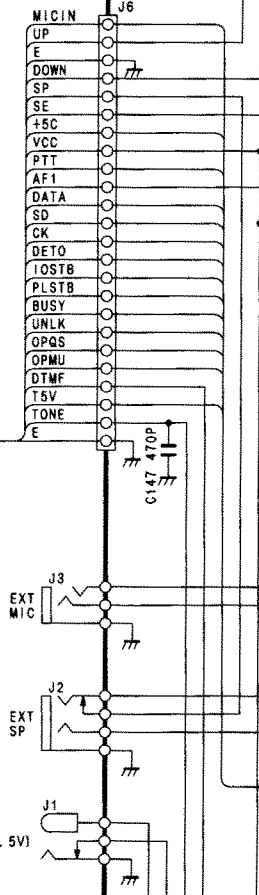 J6
MICIN
UP
E
DOWN
SP
SE
+5C
VCC
PTT
AF1
DATA
SD
CK
DETO
IOSTB
PLSTB
BUSY
UNLK
OPQS
OPMU
DTMF
T5V
TONE
E
C147 470P
J3
EXT
MIC
J2
EXT
SP
J1
5V)